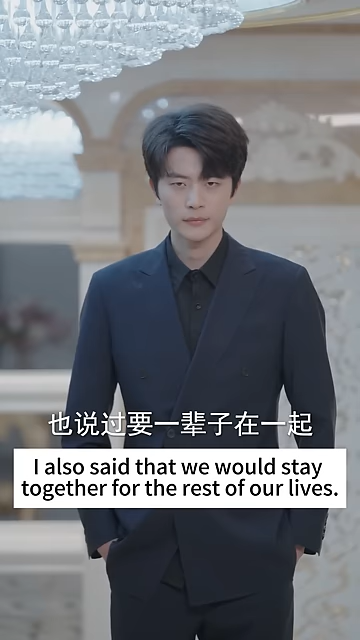 也说过要一辈子在一起
I also said that we would stay
together for the rest of our lives.